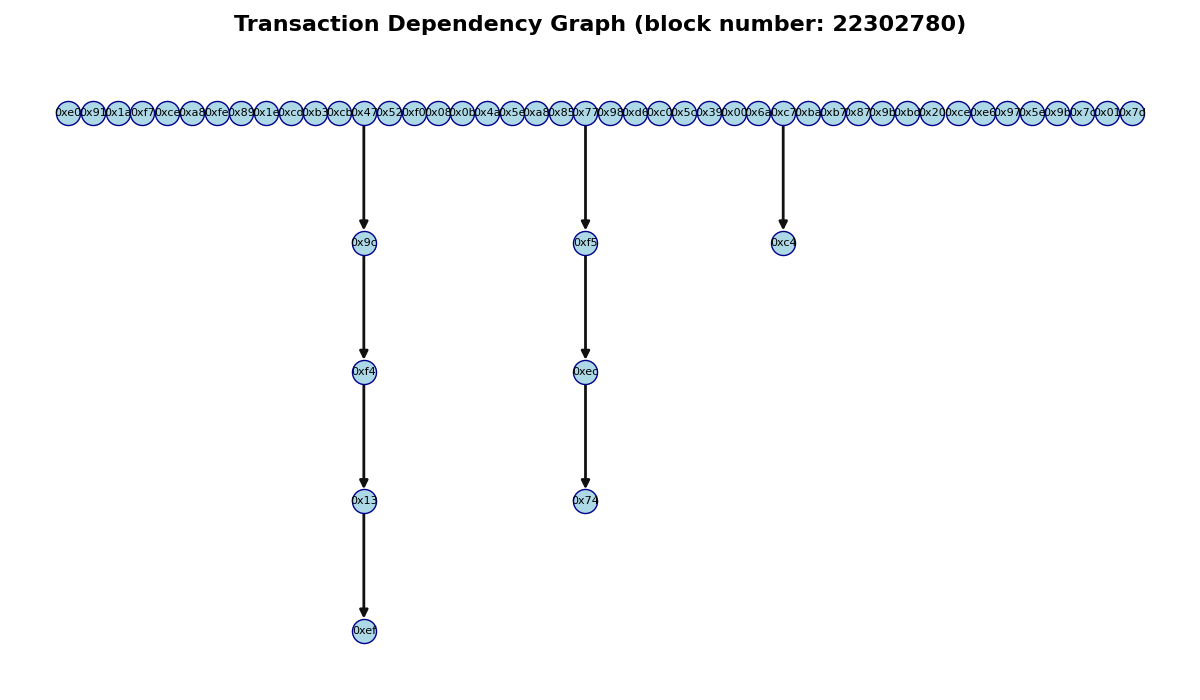 Transaction Dependency Graph (block number: 22302780)
0xe0 0x91 0x1a 0xf7 0xce 0xa8 0xfe 0x89 0x1e 0xcd 0xb3 0xcb 0x47 0x52 0xf0 0x08 0x0b 0x4a 0x5e 0xa8 0x85 0x77 0x98 0xd6 0xc0 0x5c 0x39 0x00 0x6a 0xc7 0xba 0xb7 0x87 0x9b 0xbd 0x20 0xce 0xe6 0x97 0x5e 0x9b 0x7c 0x01 0x7d
0x9c 0xf5 0xc4
0xf4 0xec
0x13 0x74
0xef